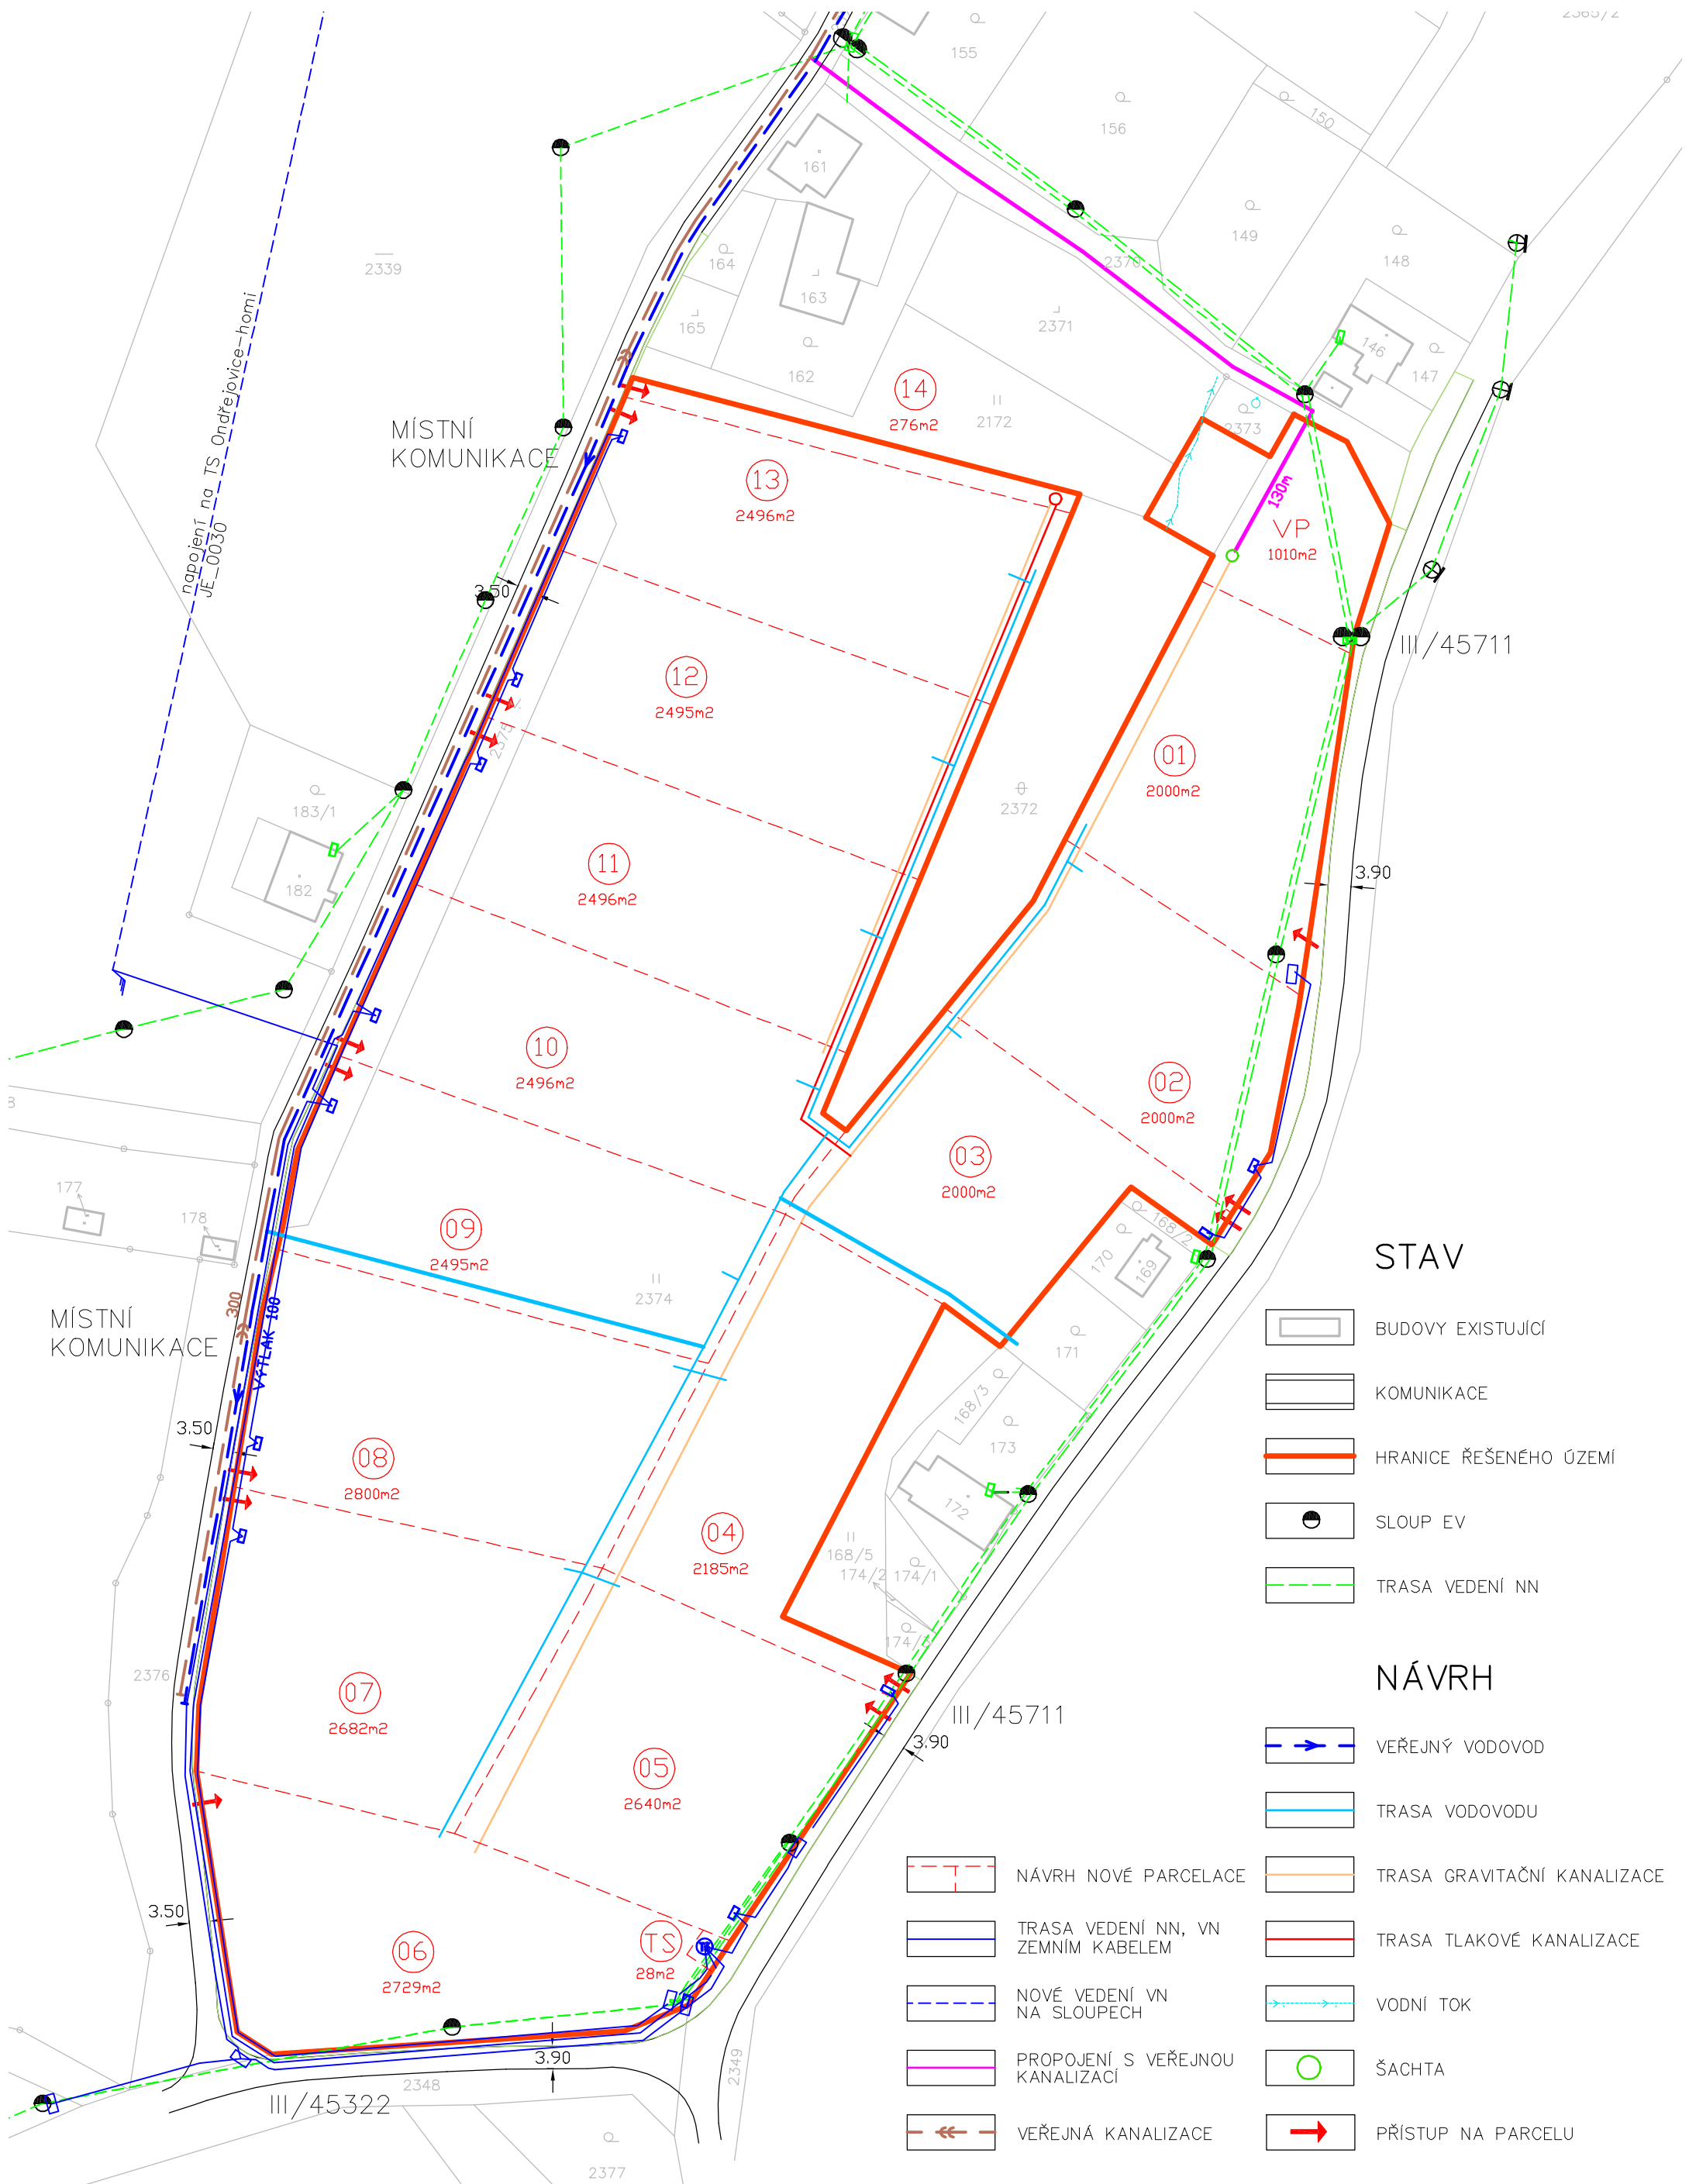 2365/2
155
156
150
161
149
148
164
2370
2339
163
165
2371
146
147
162
napojení na TS Ondřejovice-horní
JE_0030
MÍSTNÍ
KOMUNIKACE
14
276m2
2172
2373
13
2496m2
130m
VP
1010m2
3.50
III/45711
12
2495m2
2375
01
2000m2
2372
183/1
182
11
2496m2
3.90
10
2496m2
02
2000m2
03
2000m2
177
178
09
2495m2
168/2
170
169
2374
STAV
MÍSTNÍ
KOMUNIKACE
300
VÝTLAK 100
171
BUDOVY EXISTUJÍCÍ
KOMUNIKACE
168/3
173
3.50
08
2800m2
HRANICE ŘEŠENÉHO ÚZEMÍ
172
SLOUP EV
04
2185m2
168/5
174/2
174/1
TRASA VEDENÍ NN
2376
07
2682m2
NÁVRH
III/45711
3.90
VEŘEJNÝ VODOVOD
05
2640m2
TRASA VODOVODU
NÁVRH NOVÉ PARCELACE
TRASA GRAVITAČNÍ KANALIZACE
3.50
TRASA VEDENÍ NN, VN
ZEMNÍM KABELEM
TRASA TLAKOVÉ KANALIZACE
06
2729m2
TS
28m2
NOVÉ VEDENÍ VN
NA SLOUPECH
VODNÍ TOK
3.90
2348
2349
PROPOJENÍ S VEŘEJNOU
KANALIZACÍ
ŠACHTA
III/45322
VEŘEJNÁ KANALIZACE
PŘÍSTUP NA PARCELU
2377